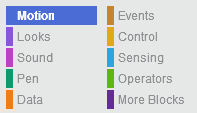 Motion
Looks
Sound
Pen
Data
Events
Control
Sensing
Operators
More Blocks